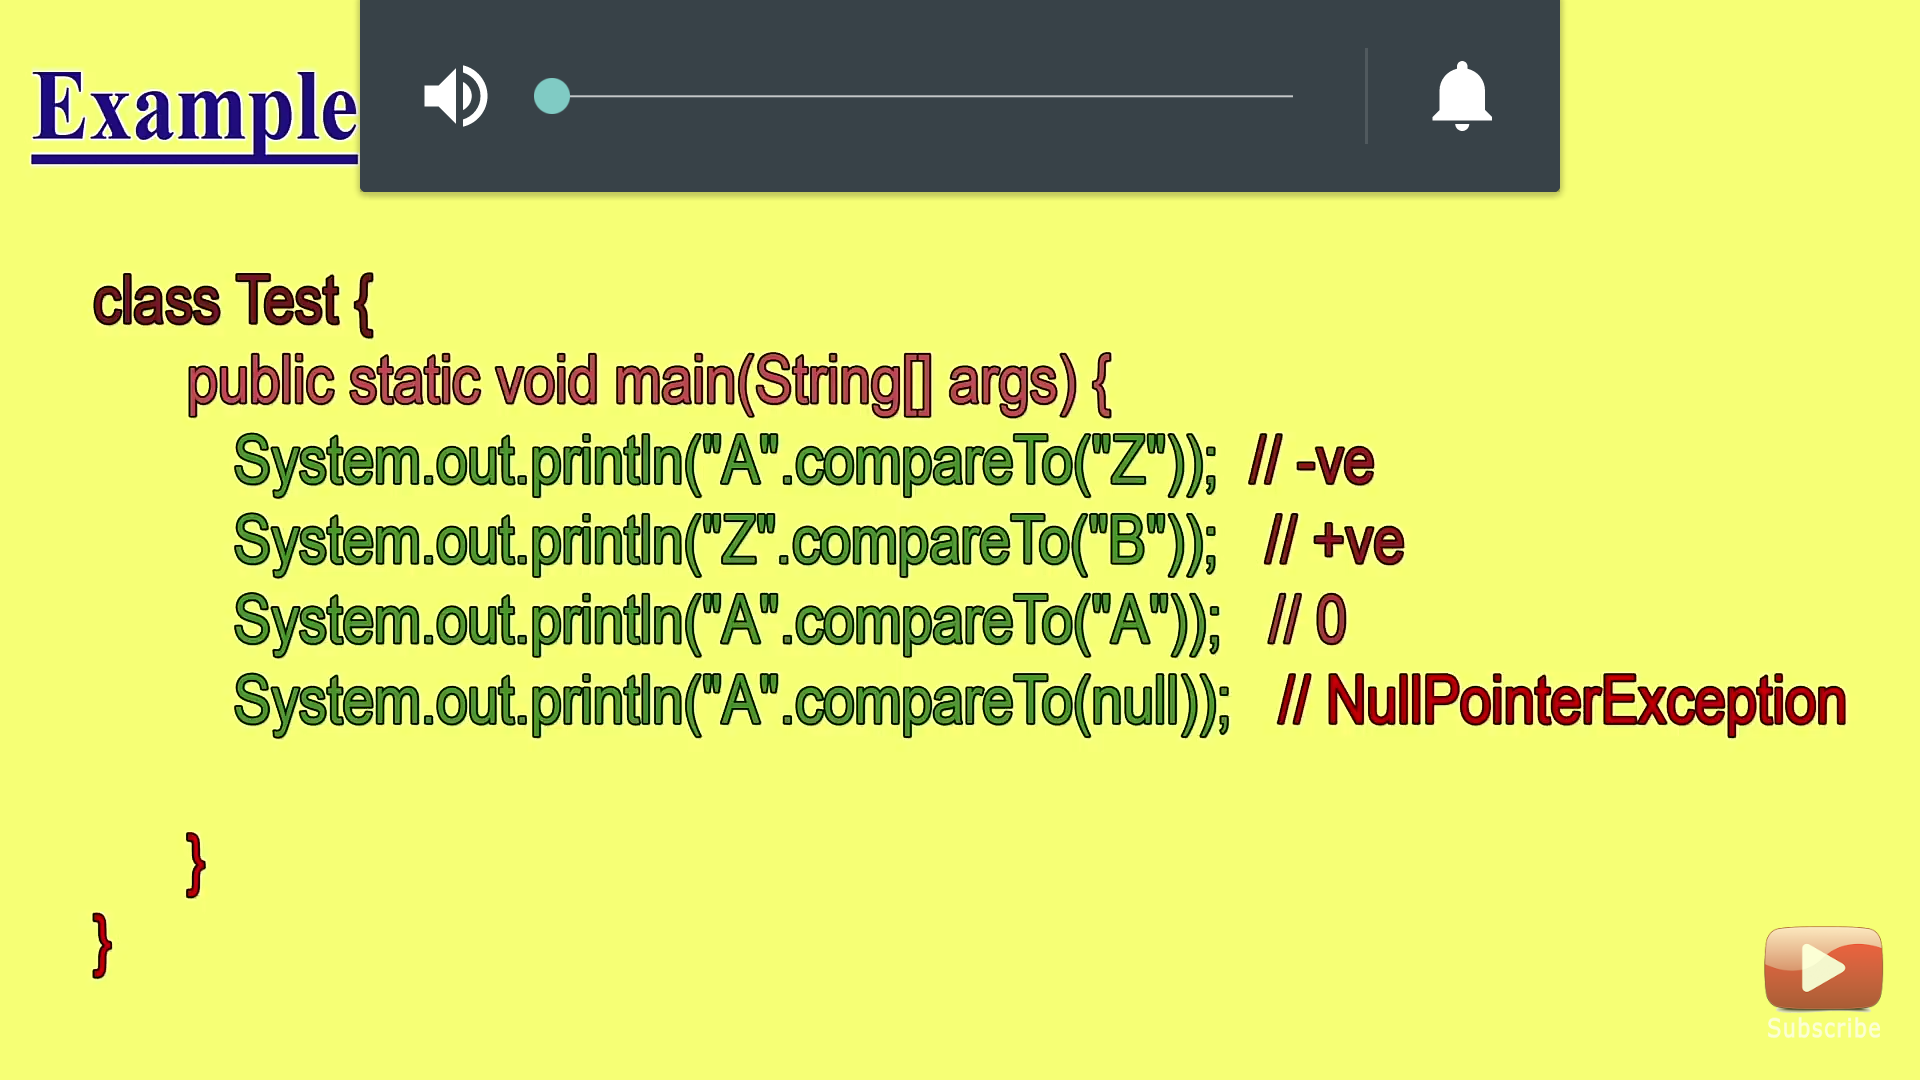 Example
class Test {
public static void main(String[] args) {
System.out.println("A".compareTo("Z")); // -ve
System.out.println("Z".compareTo("B")); // +ve
System.out.println("A".compareTo("A")); // 0
System.out.println("A".compareTo(null)); // NullPointerException
}
}
Subscribe